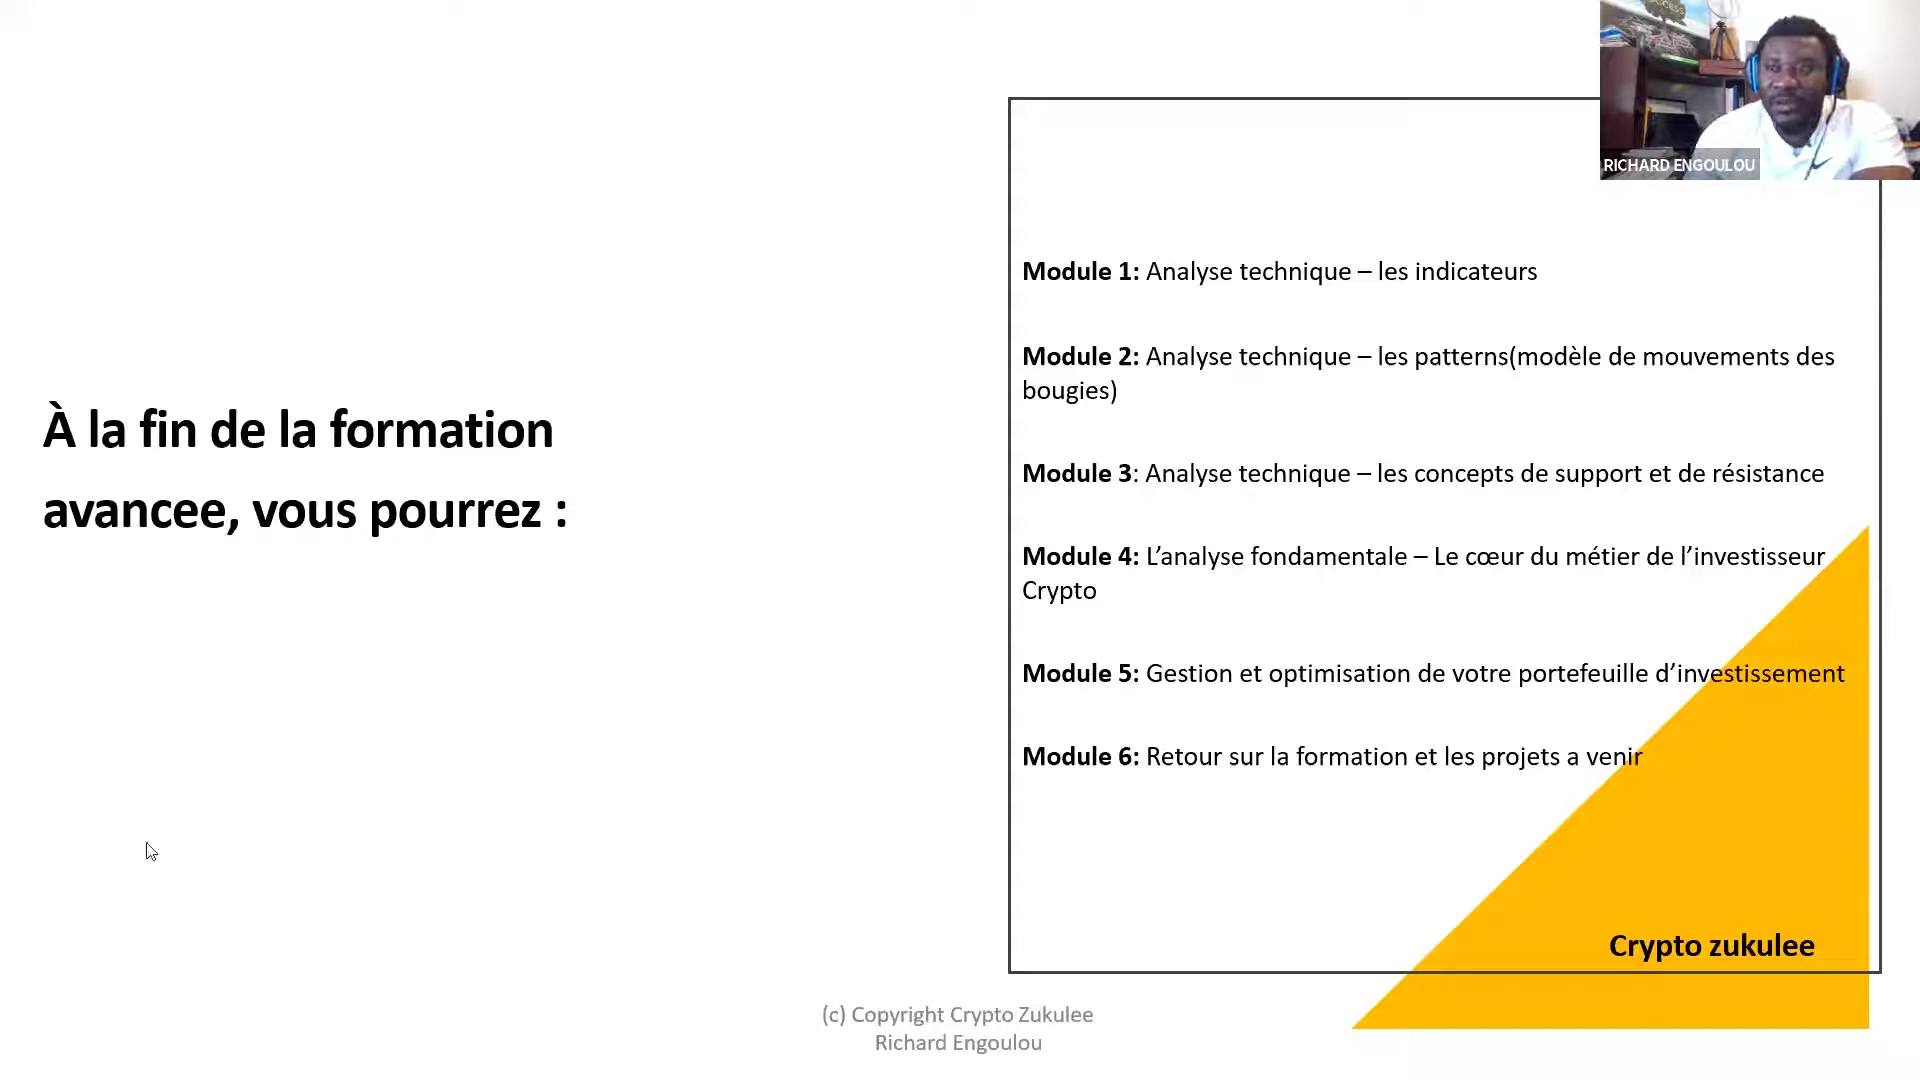 RICHARD ENGOULOU
À la fin de la formation
avancee, vous pourrez :
Module 1: Analyse technique – les indicateurs
Module 2: Analyse technique – les patterns(modèle de mouvements des
bougies)
Module 3: Analyse technique – les concepts de support et de résistance
Module 4: L’analyse fondamentale – Le cœur du métier de l’investisseur
Crypto
Module 5: Gestion et optimisation de votre portefeuille d’investissement
Module 6: Retour sur la formation et les projets a venir
Crypto zukulee
(c) Copyright Crypto Zukulee
Richard Engoulou